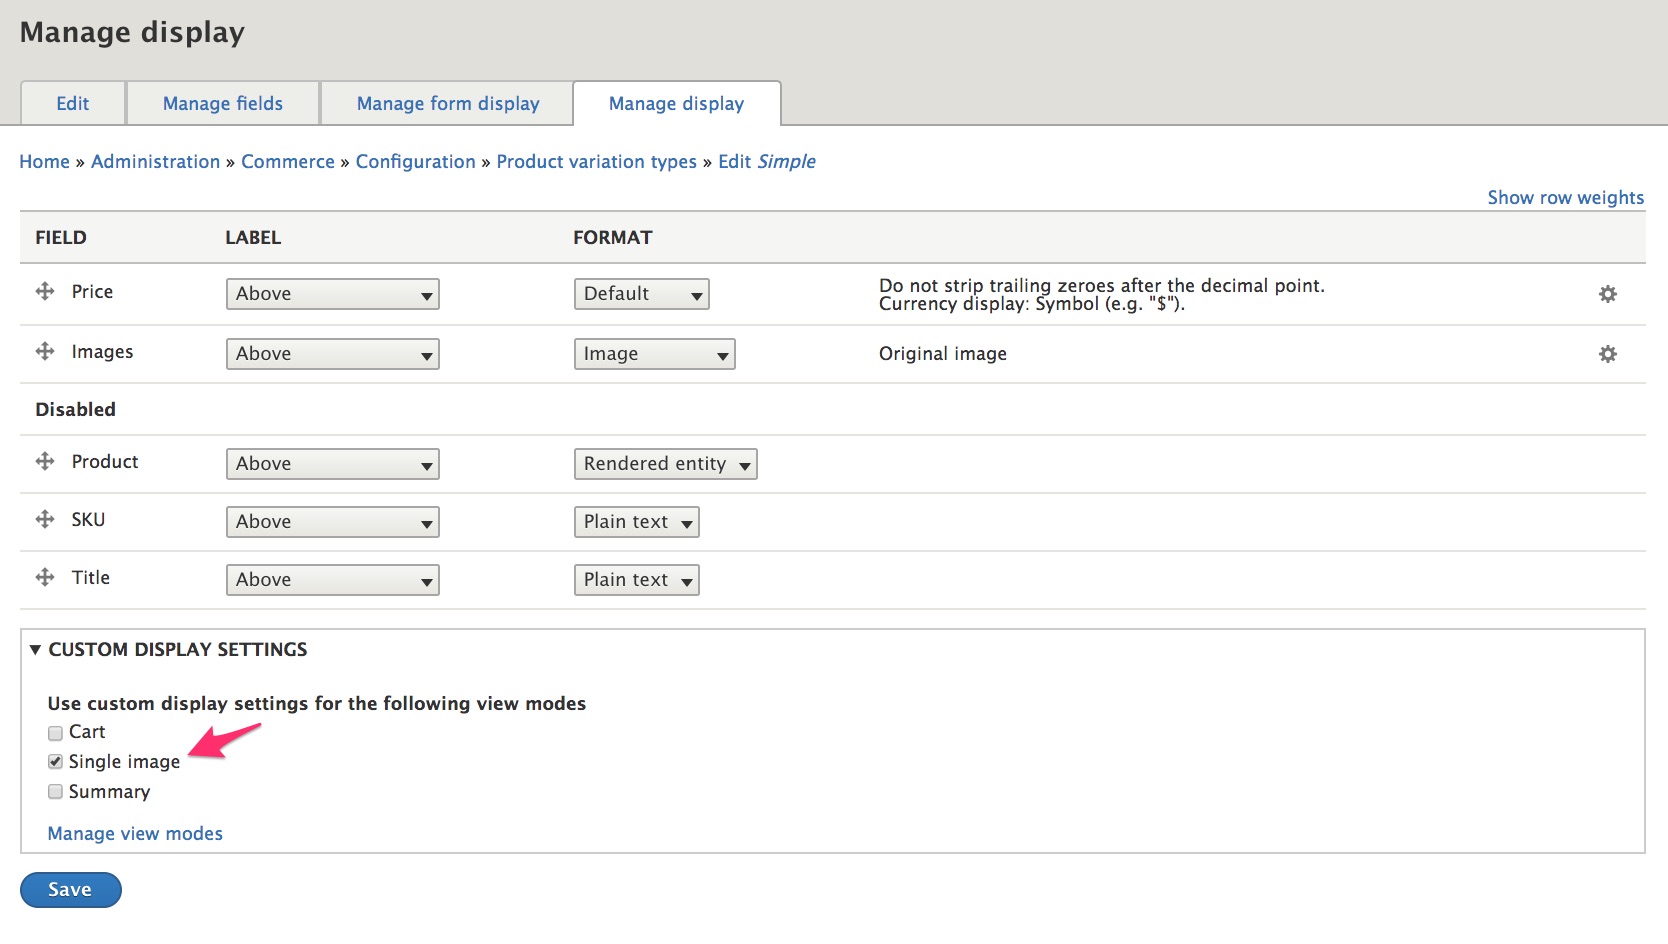 Manage display
Edit Manage fields Manage form display Manage display
Home » Administration » Commerce » Configuration » Product variation types » Edit Simple
Show row weights
FIELD LABEL FORMAT
Price Above Default Do not strip trailing zeroes after the decimal point.
Currency display: Symbol (e.g. "$").
Images Above Image Original image
Disabled
Product Above Rendered entity
SKU Above Plain text
Title Above Plain text
CUSTOM DISPLAY SETTINGS
Use custom display settings for the following view modes
Cart
Single image
Summary
Manage view modes
Save